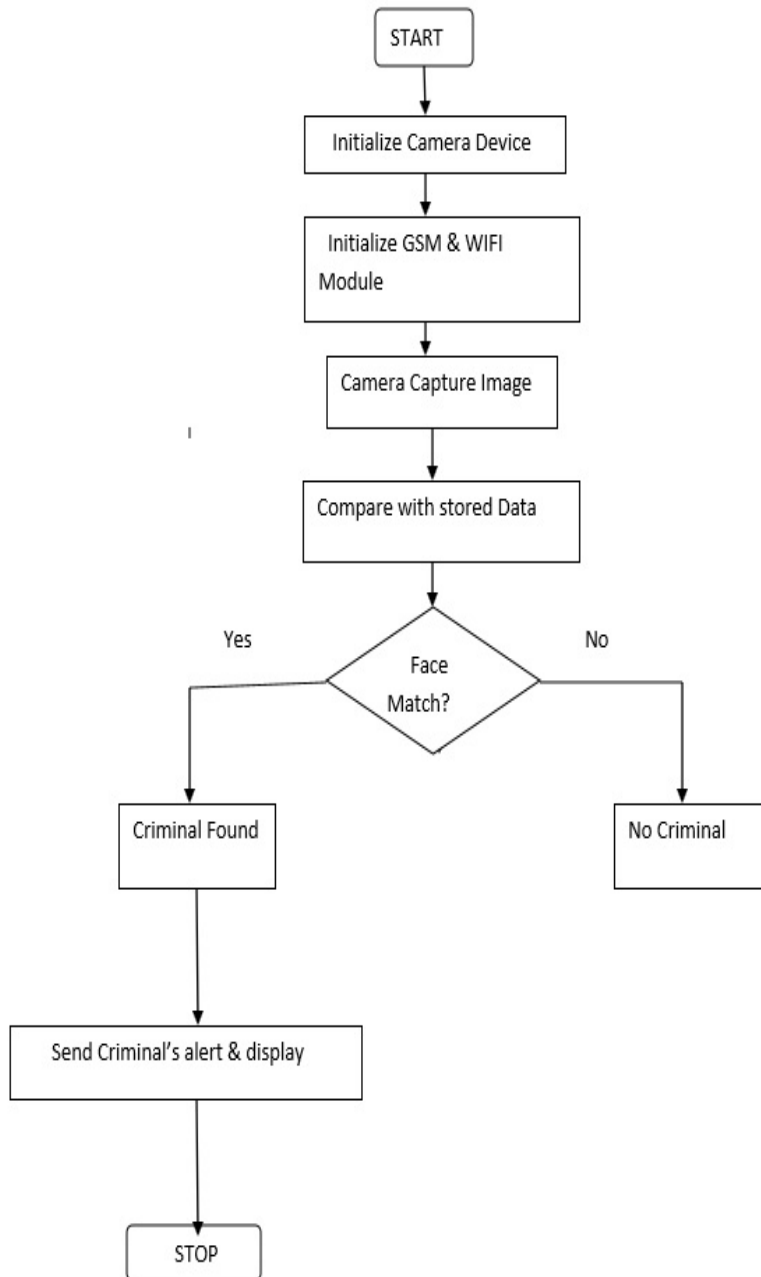 START
Initialize Camera Device
Initialize GSM & WIFI
Module
Camera Capture Image
Compare with stored Data
Yes
No
Face
Match?
Criminal Found
No Criminal
Send Criminal’s alert & display
STOP